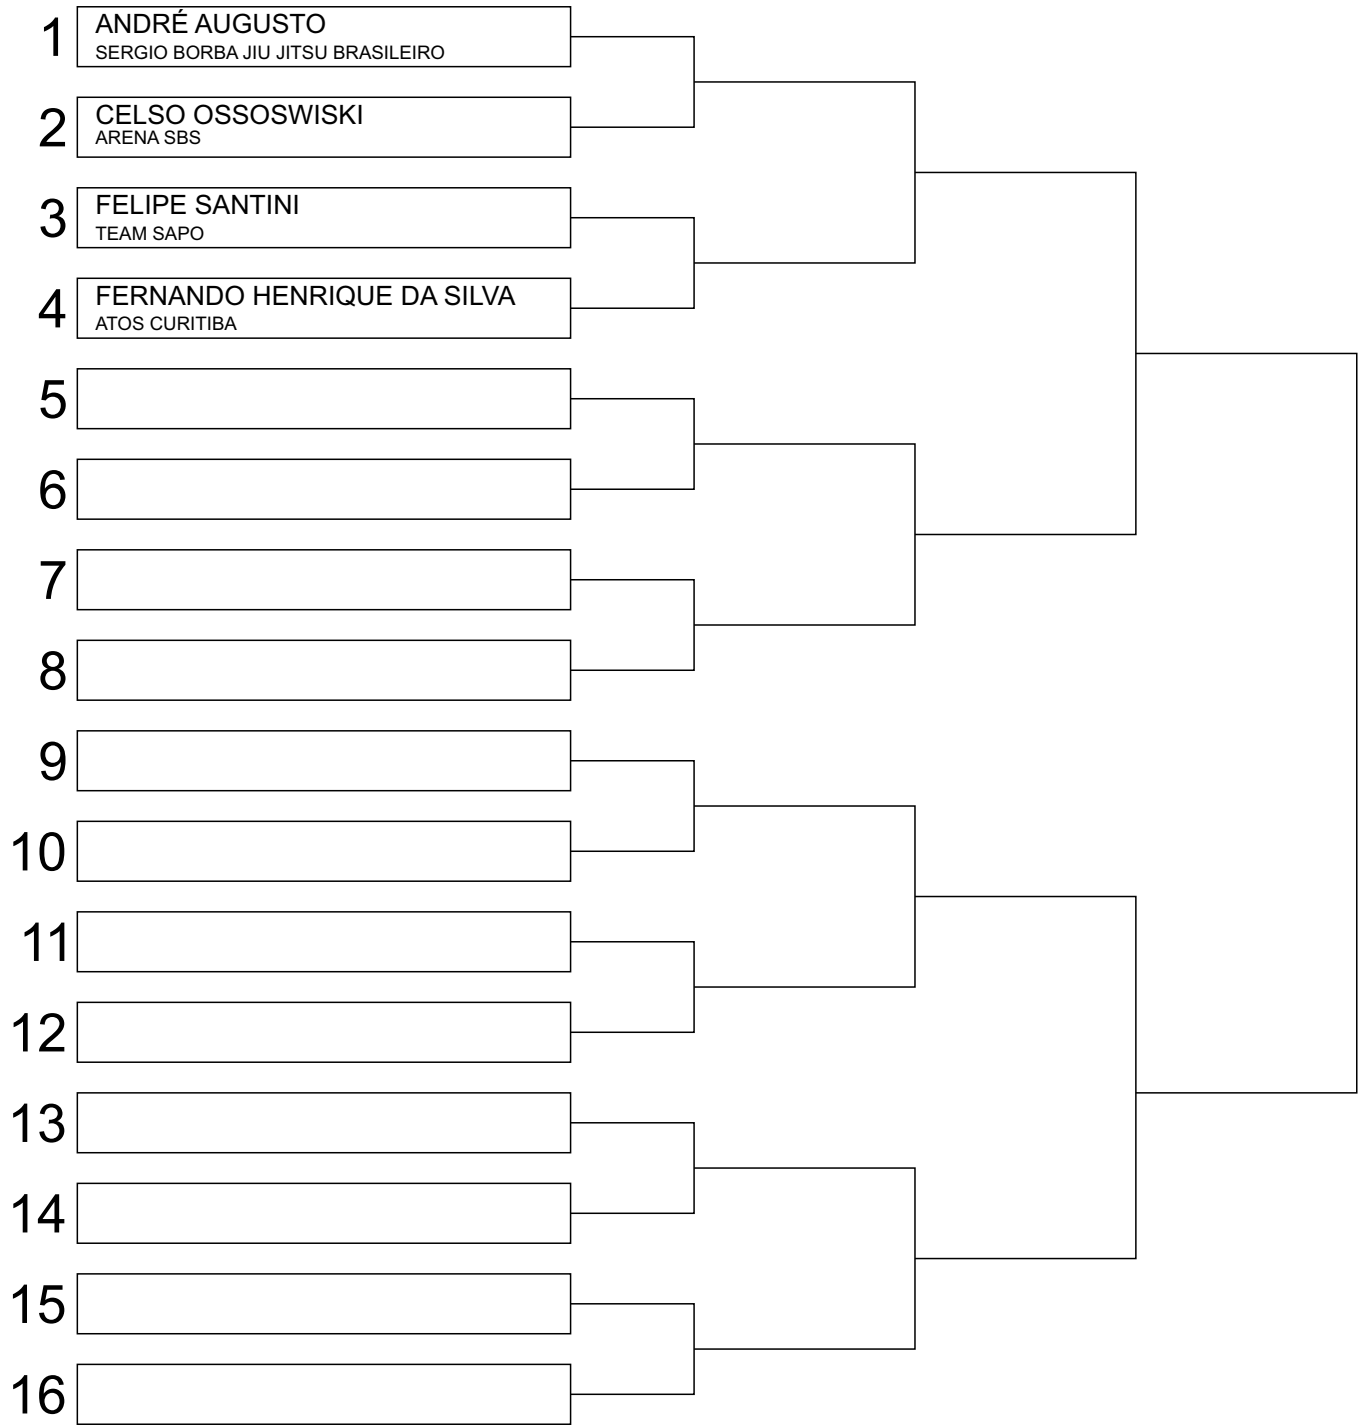 1
ANDRÉ AUGUSTO
SERGIO BORBA JIU JITSU BRASILEIRO
2
CELSO OSSOSWISKI
ARENA SBS
3
FELIPE SANTINI
TEAM SAPO
4
FERNANDO HENRIQUE DA SILVA
ATOS CURITIBA
5
6
7
8
9
10
11
12
13
14
15
16